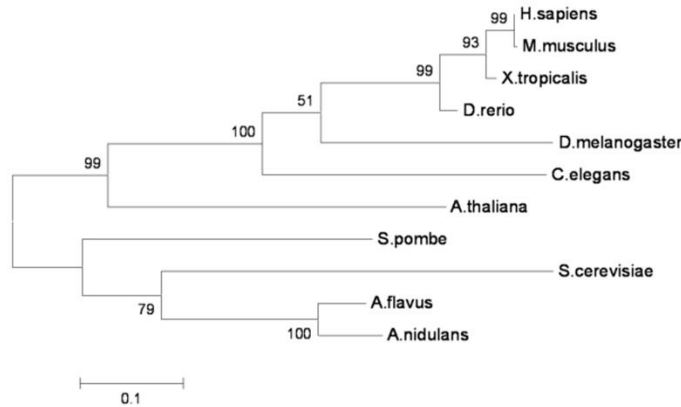 99 H.sapiens
M.musculus
93
X.tropicalis
99
D.rerio
51
D.melanogaster
100
C.elegans
99
A.thaliana
S.pombe
S.cerevisiae
79
A.flavus
100
A.nidulans
0.1